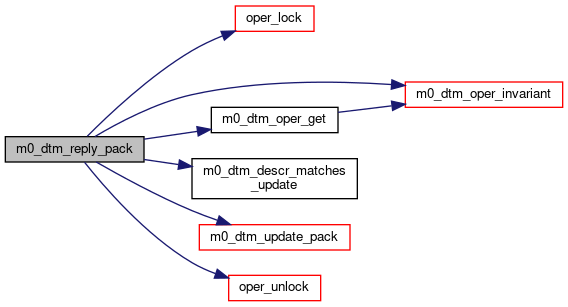 oper_lock
m0_dtm_oper_invariant
m0_dtm_oper_get
m0_dtm_reply_pack
m0_dtm_descr_matches
_update
m0_dtm_update_pack
oper_unlock